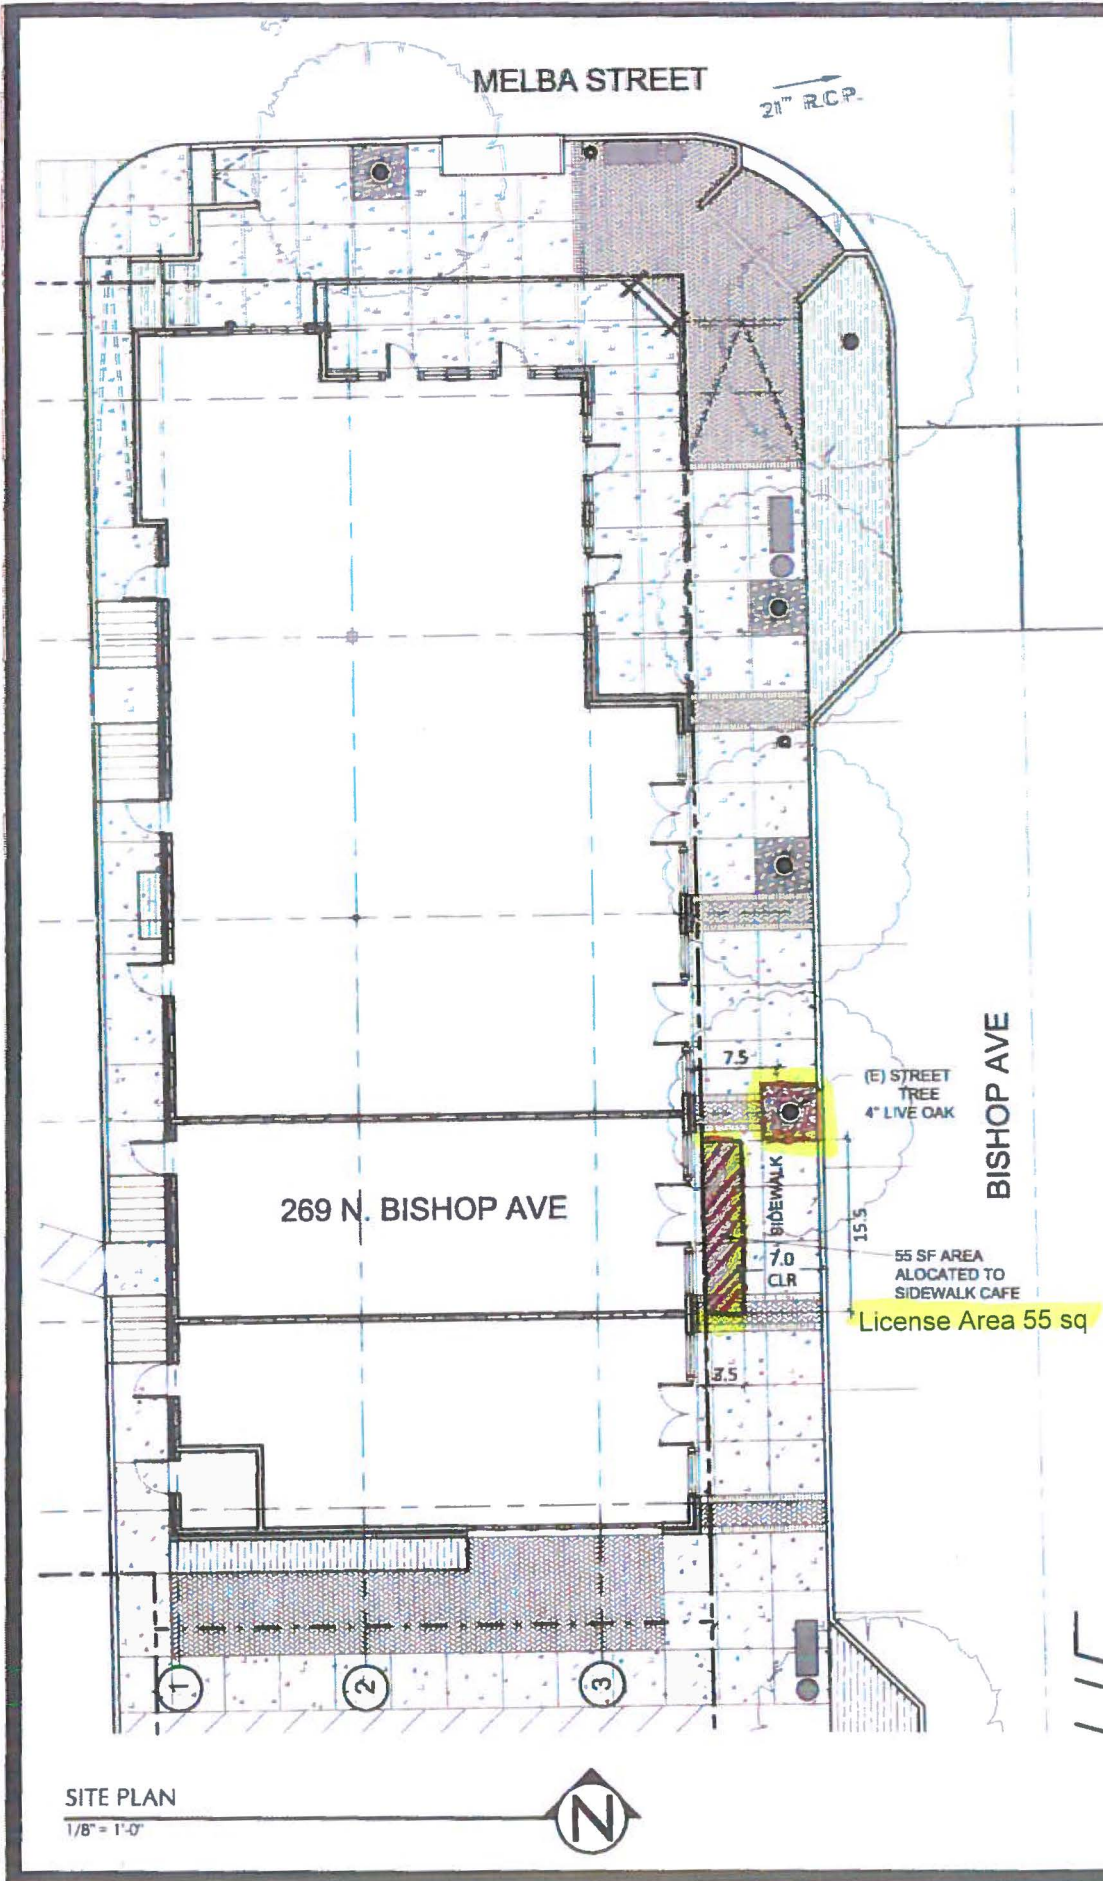 MELBA STREET
21" R.C.P.
7.5
(E) STREET
TREE
4" LIVE OAK
BISHOP AVE
SIDEWALK
269 N. BISHOP AVE
15.5
7.0
CLR
55 SF AREA
ALOCATED TO
SIDEWALK CAFE
License Area 55 sq
3.5
1
2
3
SITE PLAN
1/8" = 1'-0"
N